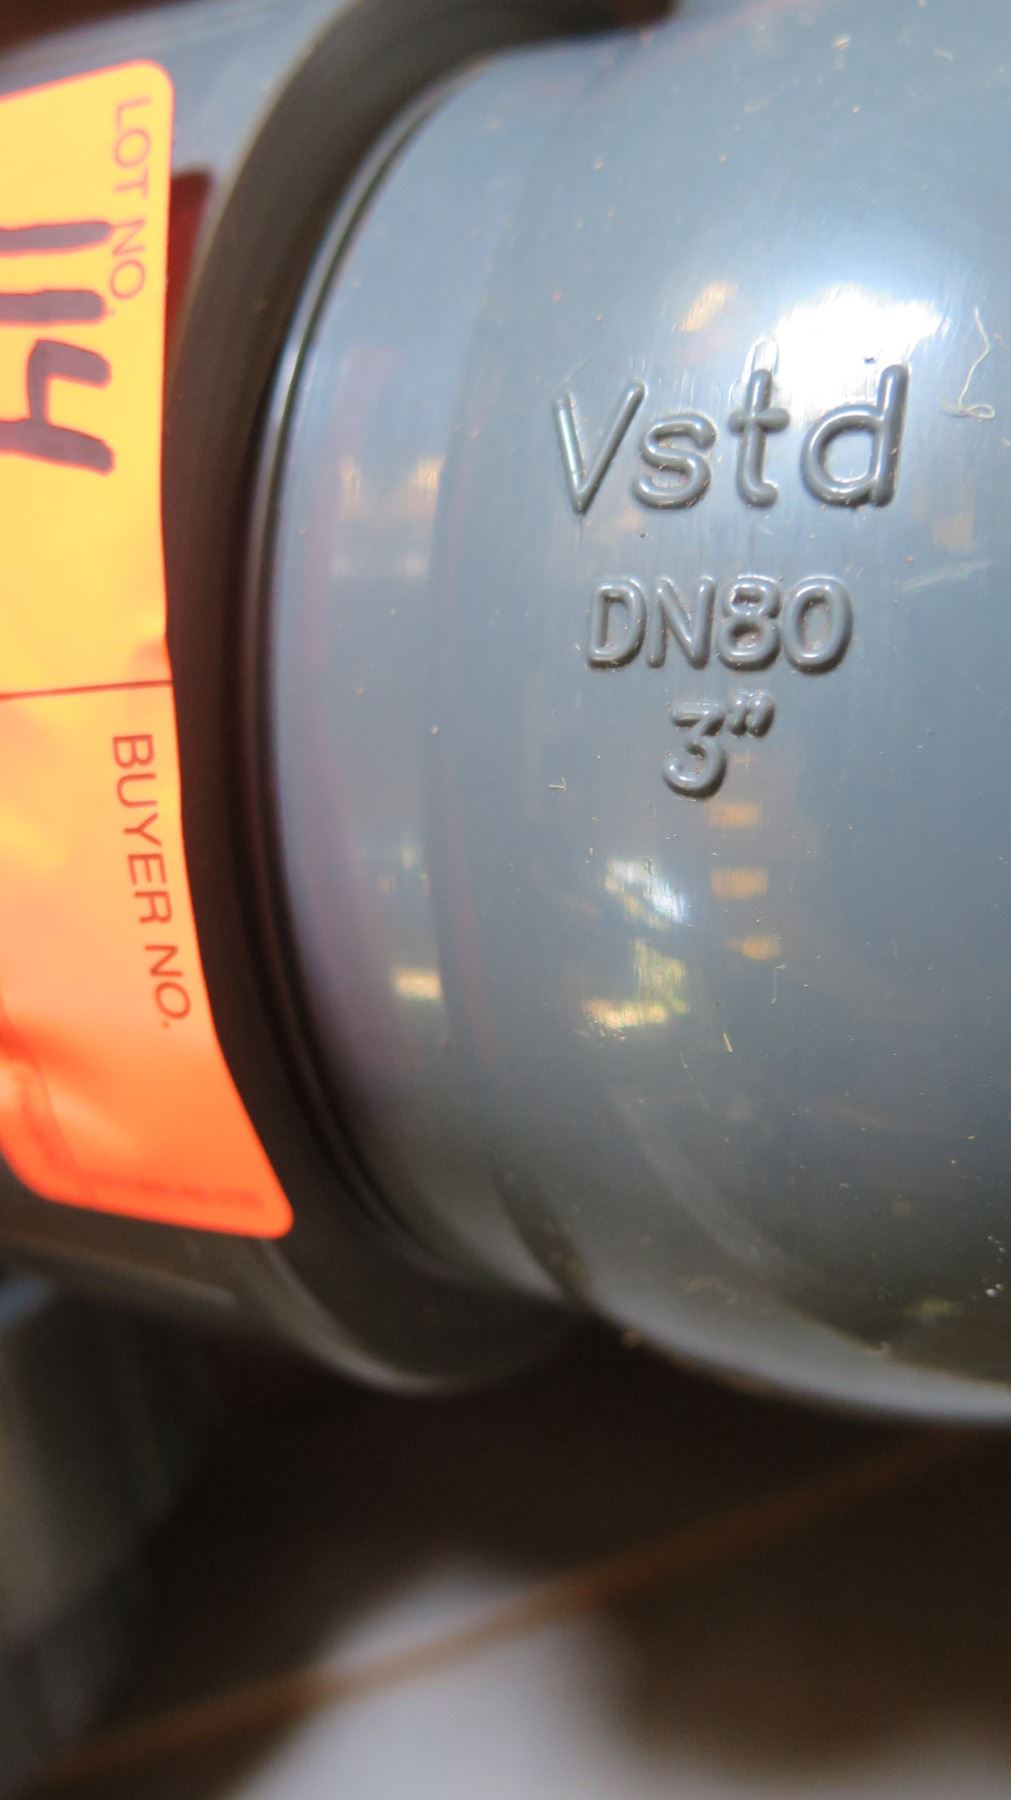 LOT NO.
114
BUYER NO.
Vstd
DN80
3"